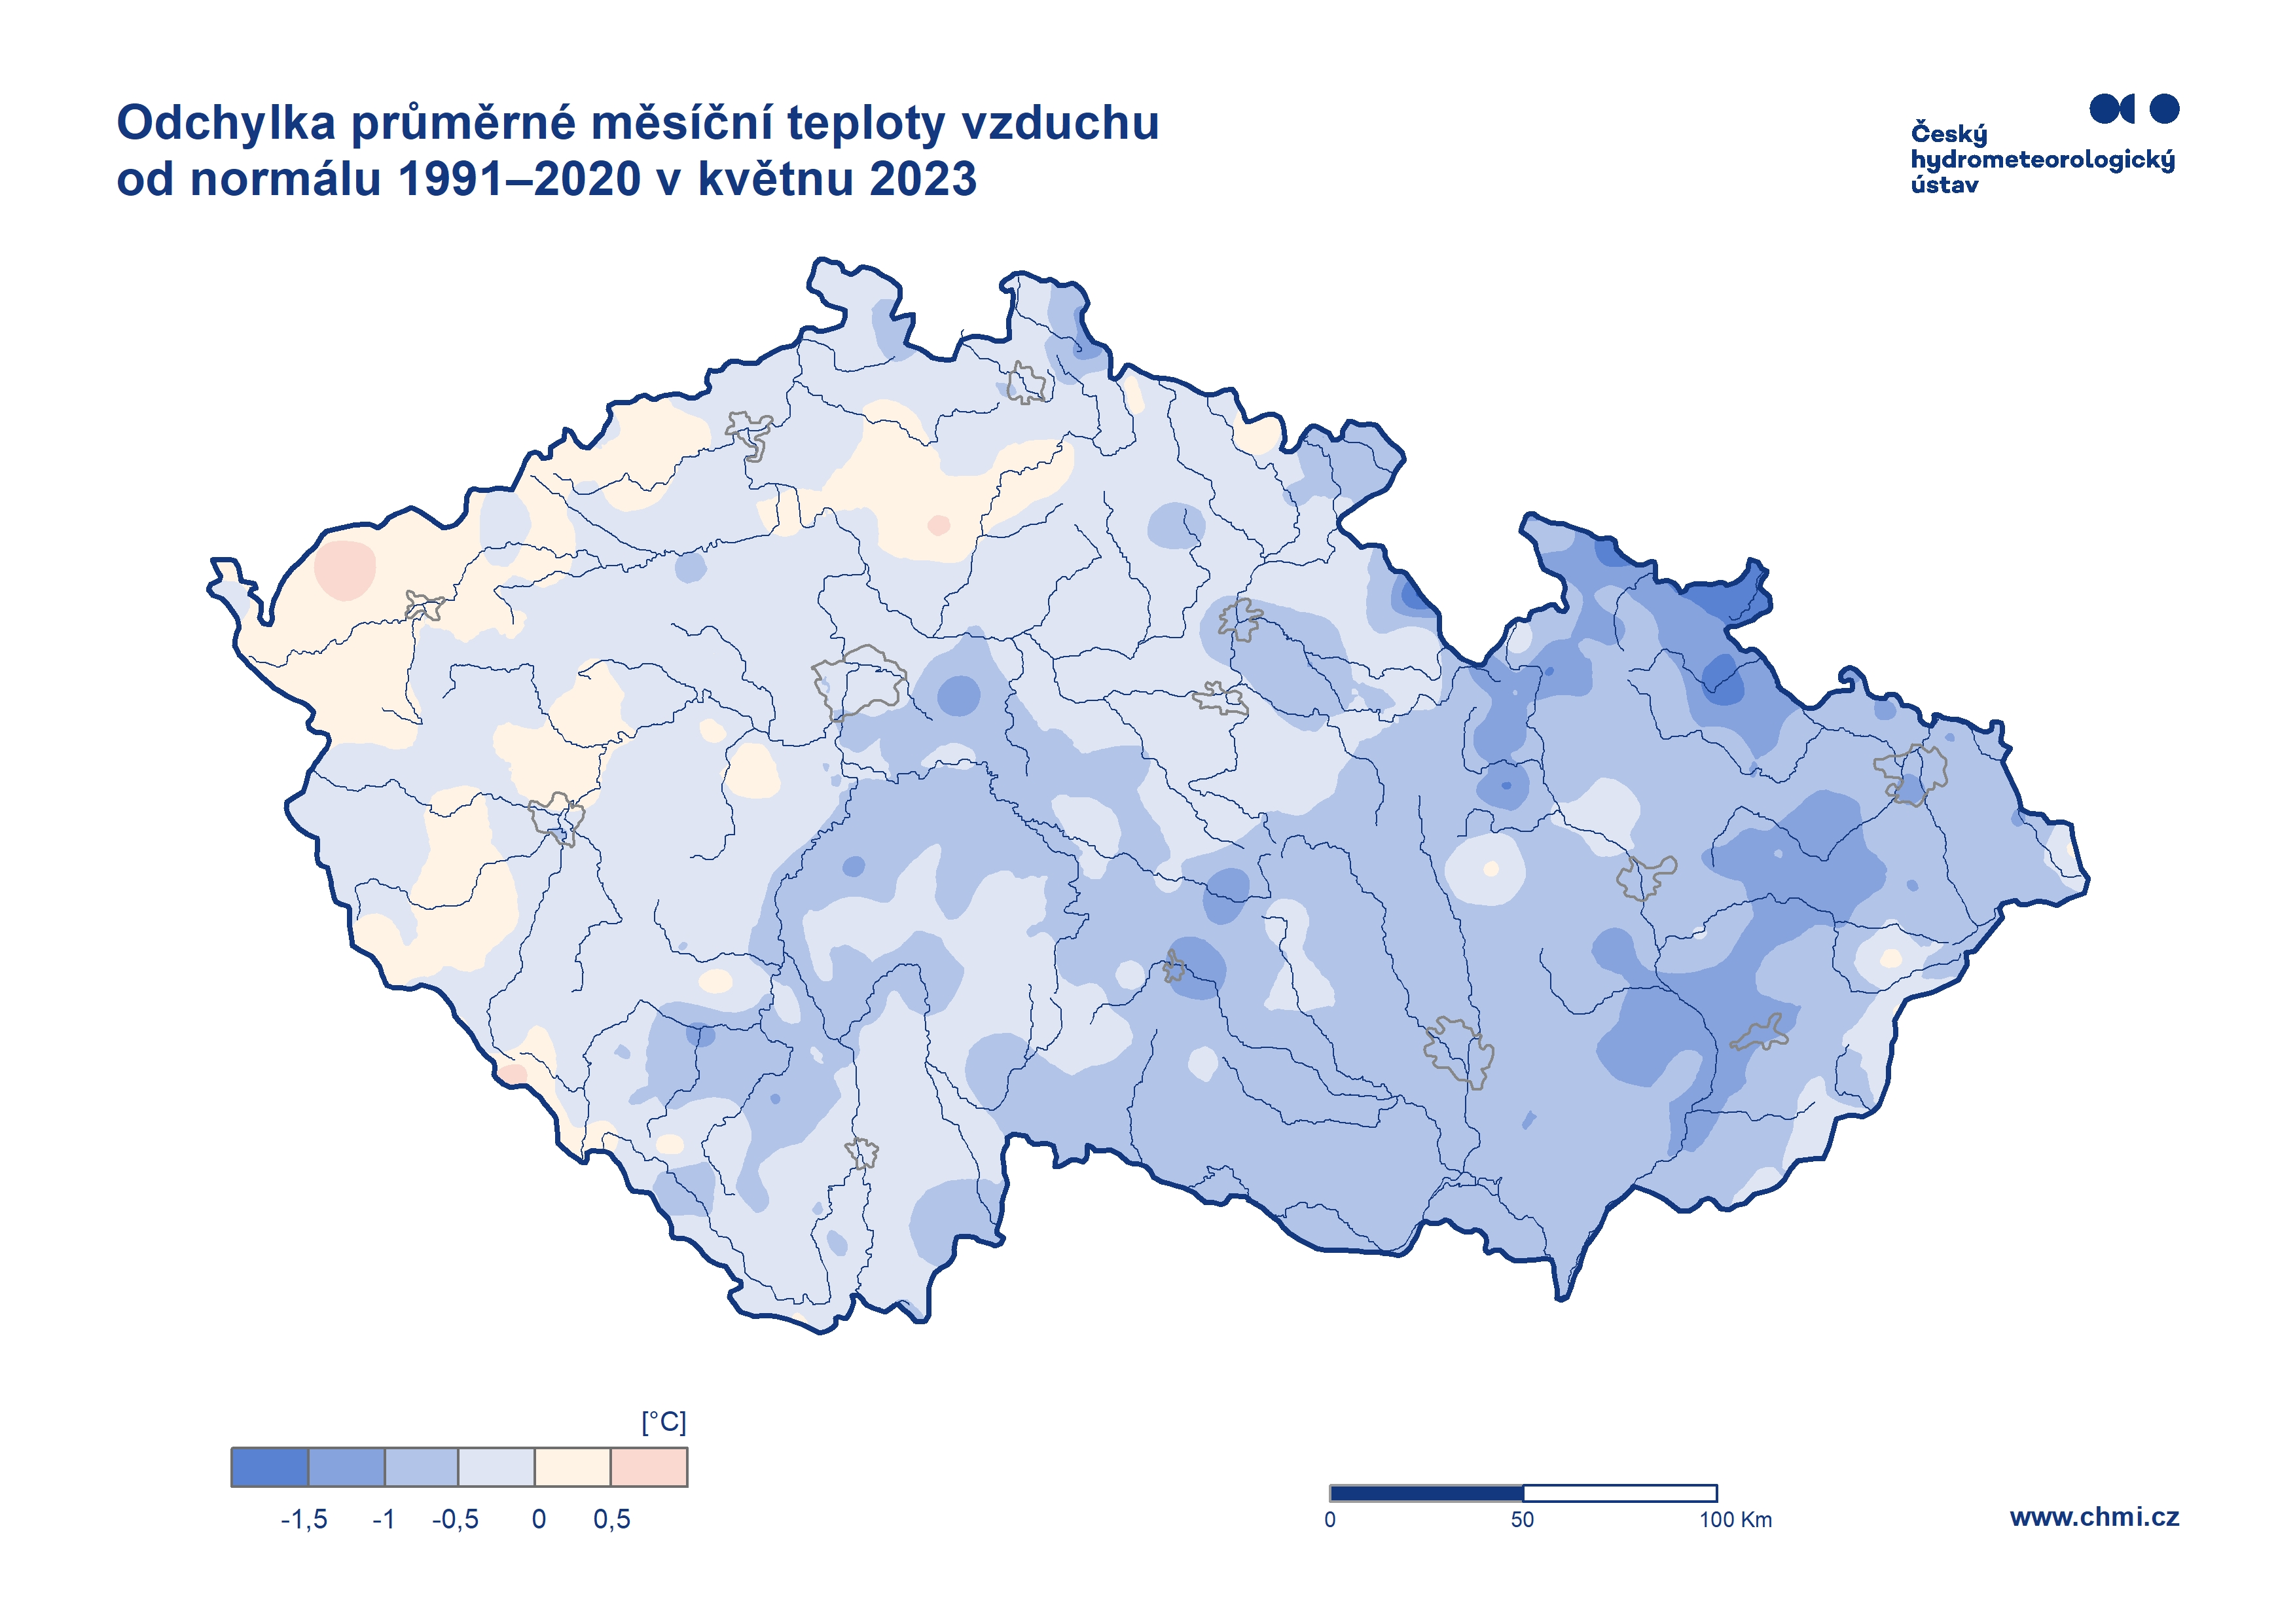 Odchylka průměrné měsíční teploty vzduchu
od normálu 1991–2020 v květnu 2023
Český
hydrometeorologický
ústav
[°C]
-1,5 -1 -0,5 0 0,5
0 50 100 Km
www.chmi.cz